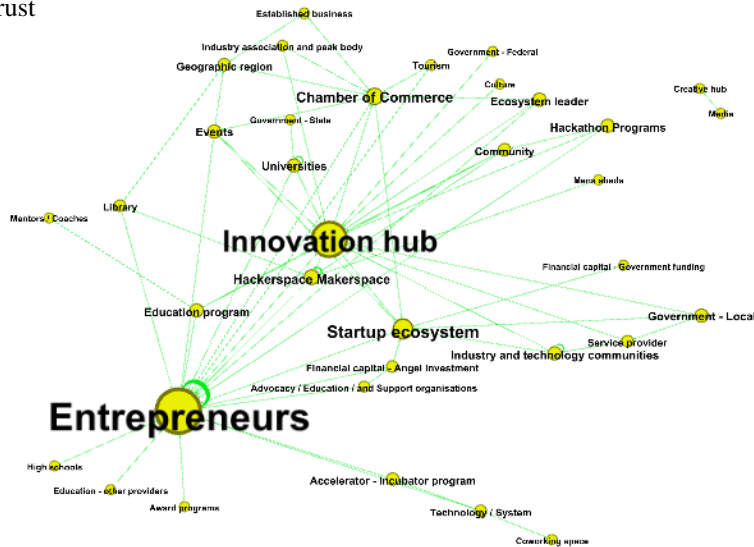 rust
Established business
Industry association and peak body
Government - Federal
Geographic region
Tourism
Culture
Creative hub
Chamber of Commerce
Ecosystem leader
Media
Government - State
Hackathon Programs
Events
Community
Universities
Mens sheds
Library
Mentors / Coaches
Innovation hub
Financial capital - Government funding
Hackerspace Makerspace
Education program
Government - Local
Startup ecosystem
Service provider
Industry and technology communities
Financial capital - Angel Investment
Advocacy / Education / and Support organisations
Entrepreneurs
High schools
Accelerator - Incubator program
Education - other providers
Award programs
Technology / System
Coworking space